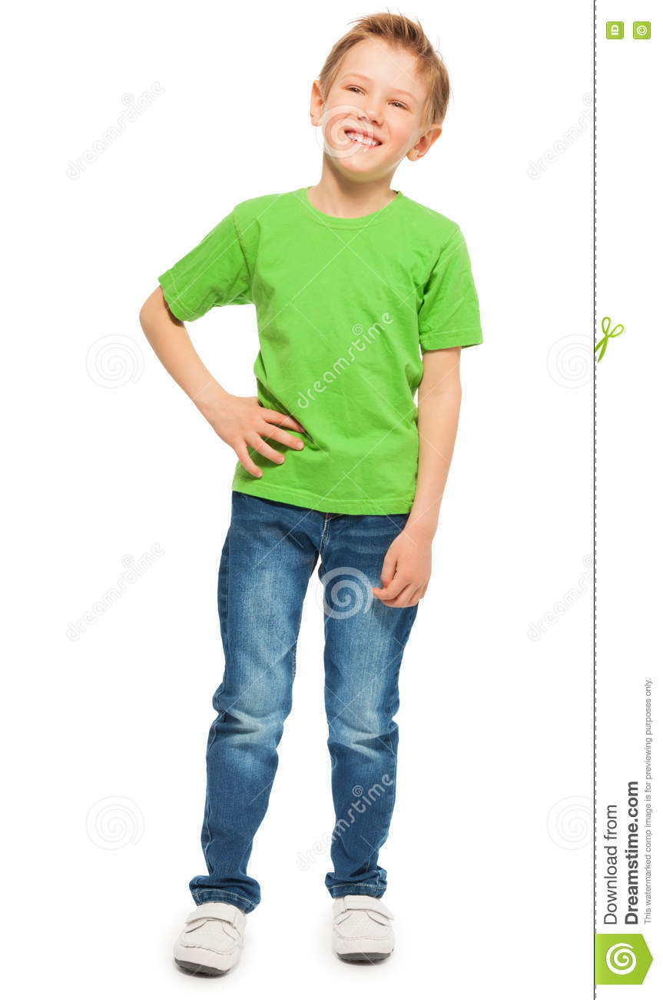 ID
©
dreamstime
dreamstime
dreamstime
dreamstime
dreamstime
dreamstime
Download from
Dreamstime.com
This watermarked comp image is for previewing purposes only.